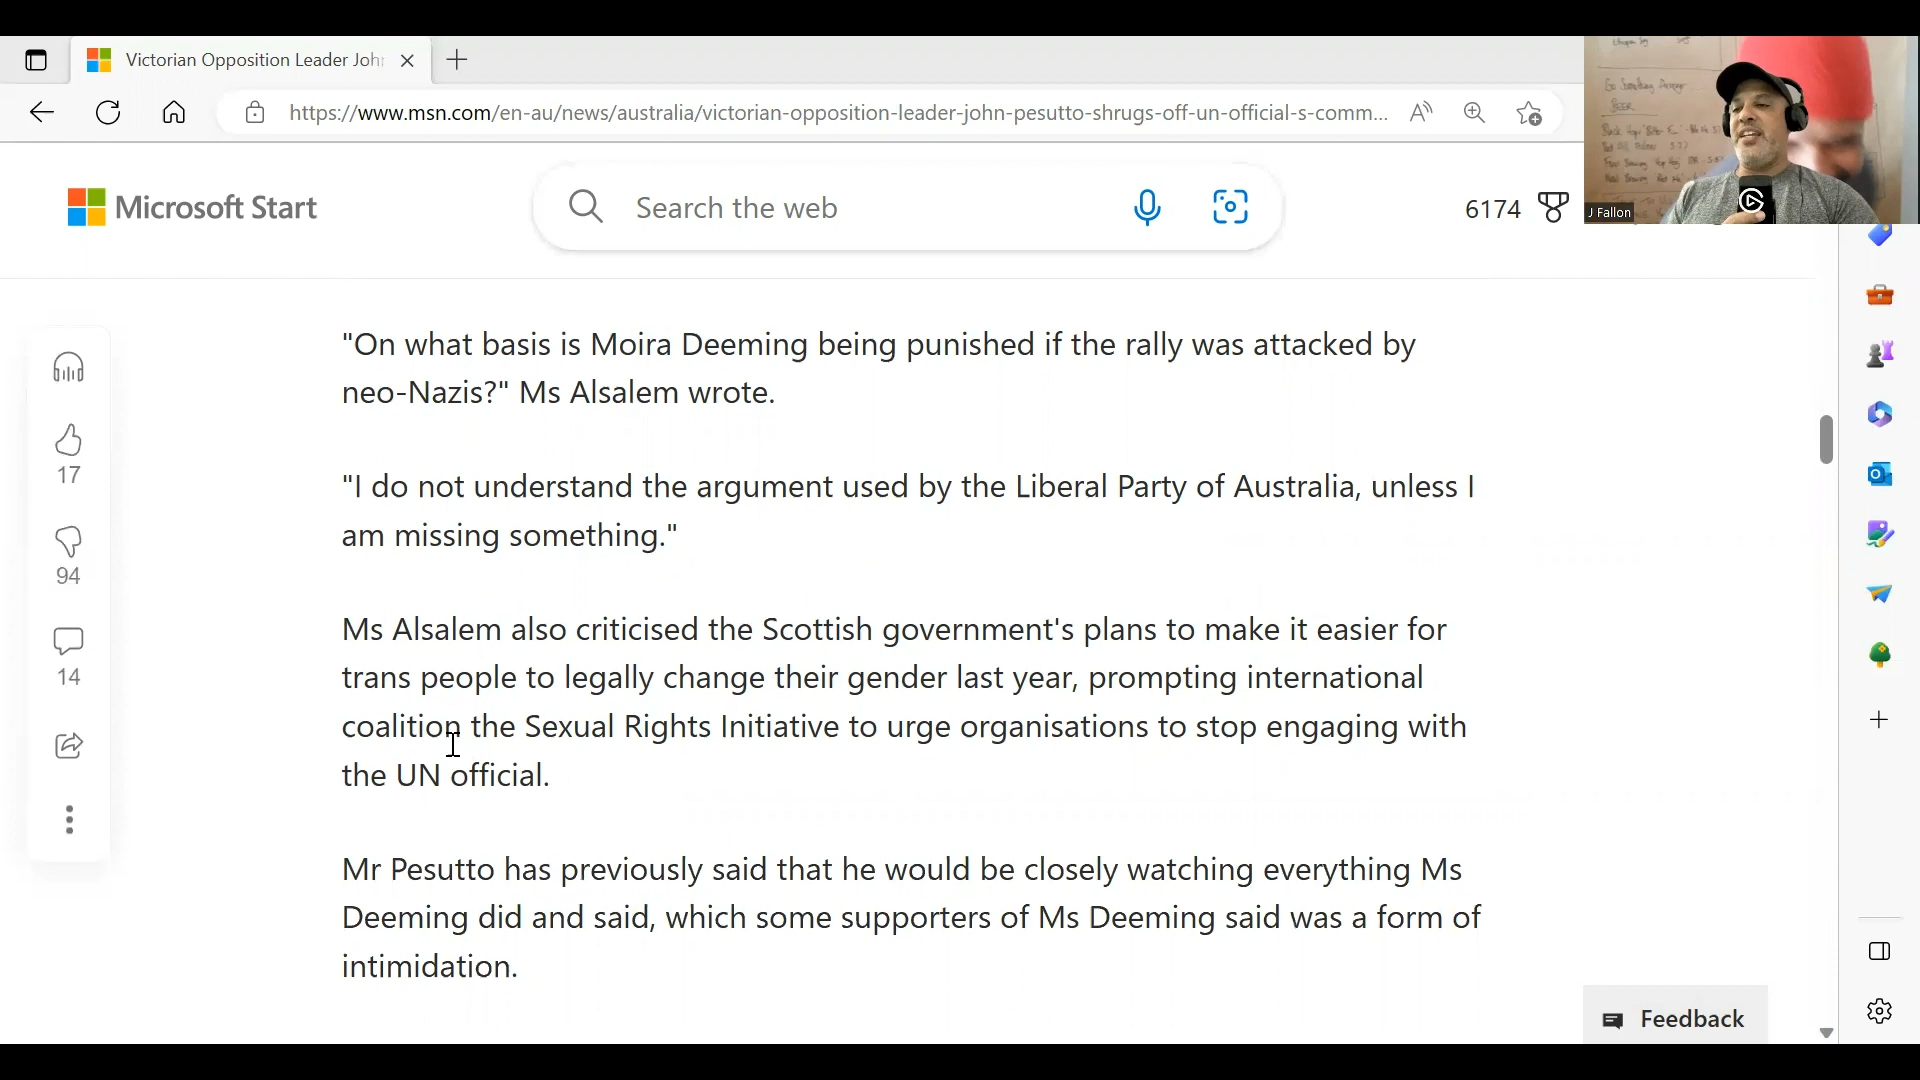 Victorian Opposition Leader Joh
https://www.msn.com/en-au/news/australia/victorian-opposition-leader-john-pesutto-shrugs-off-un-official-s-comm...
Microsoft Start
Search the web
6174
J Fallon
BEER
"On what basis is Moira Deeming being punished if the rally was attacked by
neo-Nazis?" Ms Alsalem wrote.
17
"I do not understand the argument used by the Liberal Party of Australia, unless I
am missing something."
94
Ms Alsalem also criticised the Scottish government's plans to make it easier for
trans people to legally change their gender last year, prompting international
coalition the Sexual Rights Initiative to urge organisations to stop engaging with
the UN official.
14
Mr Pesutto has previously said that he would be closely watching everything Ms
Deeming did and said, which some supporters of Ms Deeming said was a form of
intimidation.
Feedback